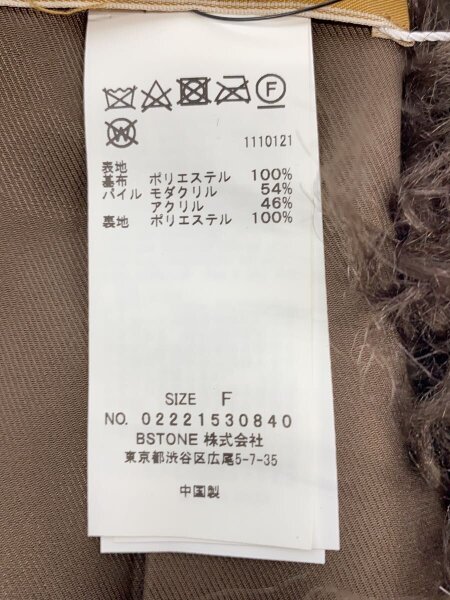 F
W
1110121
表地
基布 ポリエステル 100%
パイル モダクリル 54%
アクリル 46%
裏地 ポリエステル 100%
SIZE F
NO. 02221530840
BSTONE 株式会社
東京都渋谷区広尾5-7-35
中国製